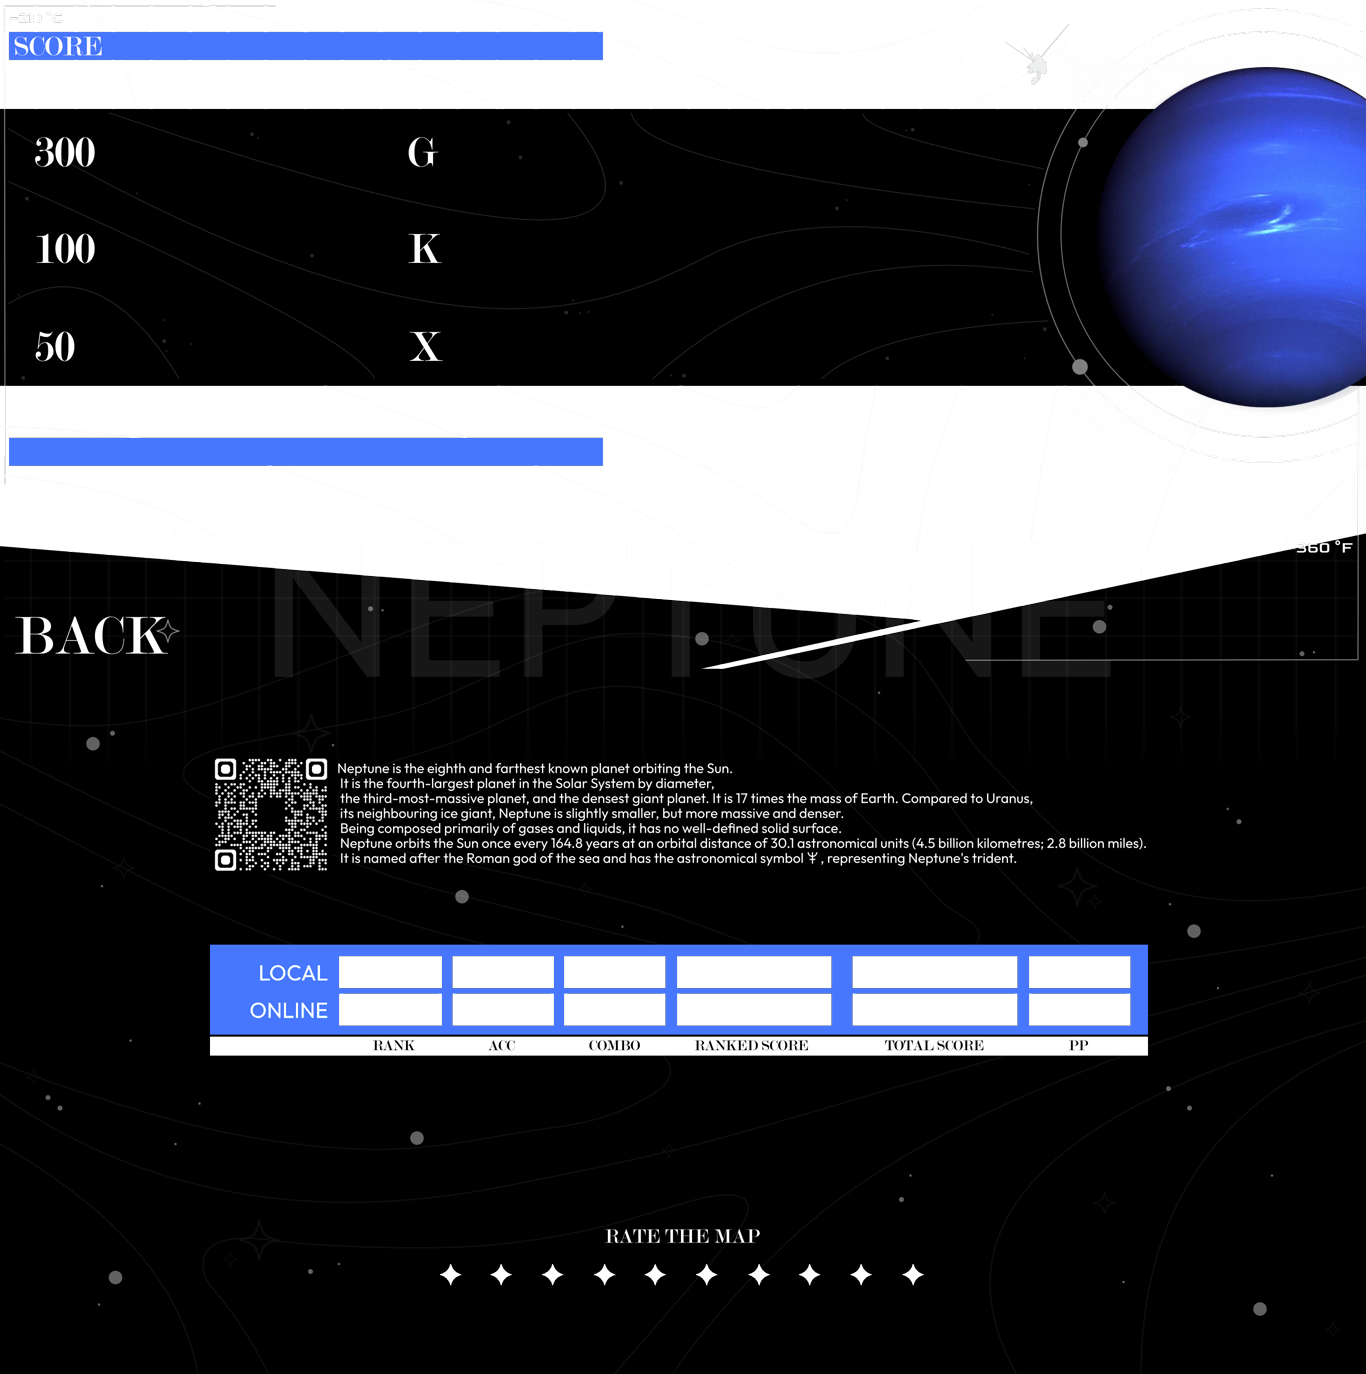 SCORE
300 G
100 K
50 X
360°F
NEPTUNE
BACK
Neptune is the eighth and farthest known planet orbiting the Sun.
It is the fourth-largest planet in the Solar System by diameter,
the third-most-massive planet, and the densest giant planet. It is 17 times the mass of Earth. Compared to Uranus,
its neighbouring ice giant, Neptune is slightly smaller, but more massive and denser.
Being composed primarily of gases and liquids, it has no well-defined solid surface.
Neptune orbits the Sun once every 164.8 years at an orbital distance of 30.1 astronomical units (4.5 billion kilometres; 2.8 billion miles).
It is named after the Roman god of the sea and has the astronomical symbol ♆, representing Neptune's trident.
LOCAL
ONLINE
RANK ACC COMBO RANKED SCORE TOTAL SCORE PP
RATE THE MAP